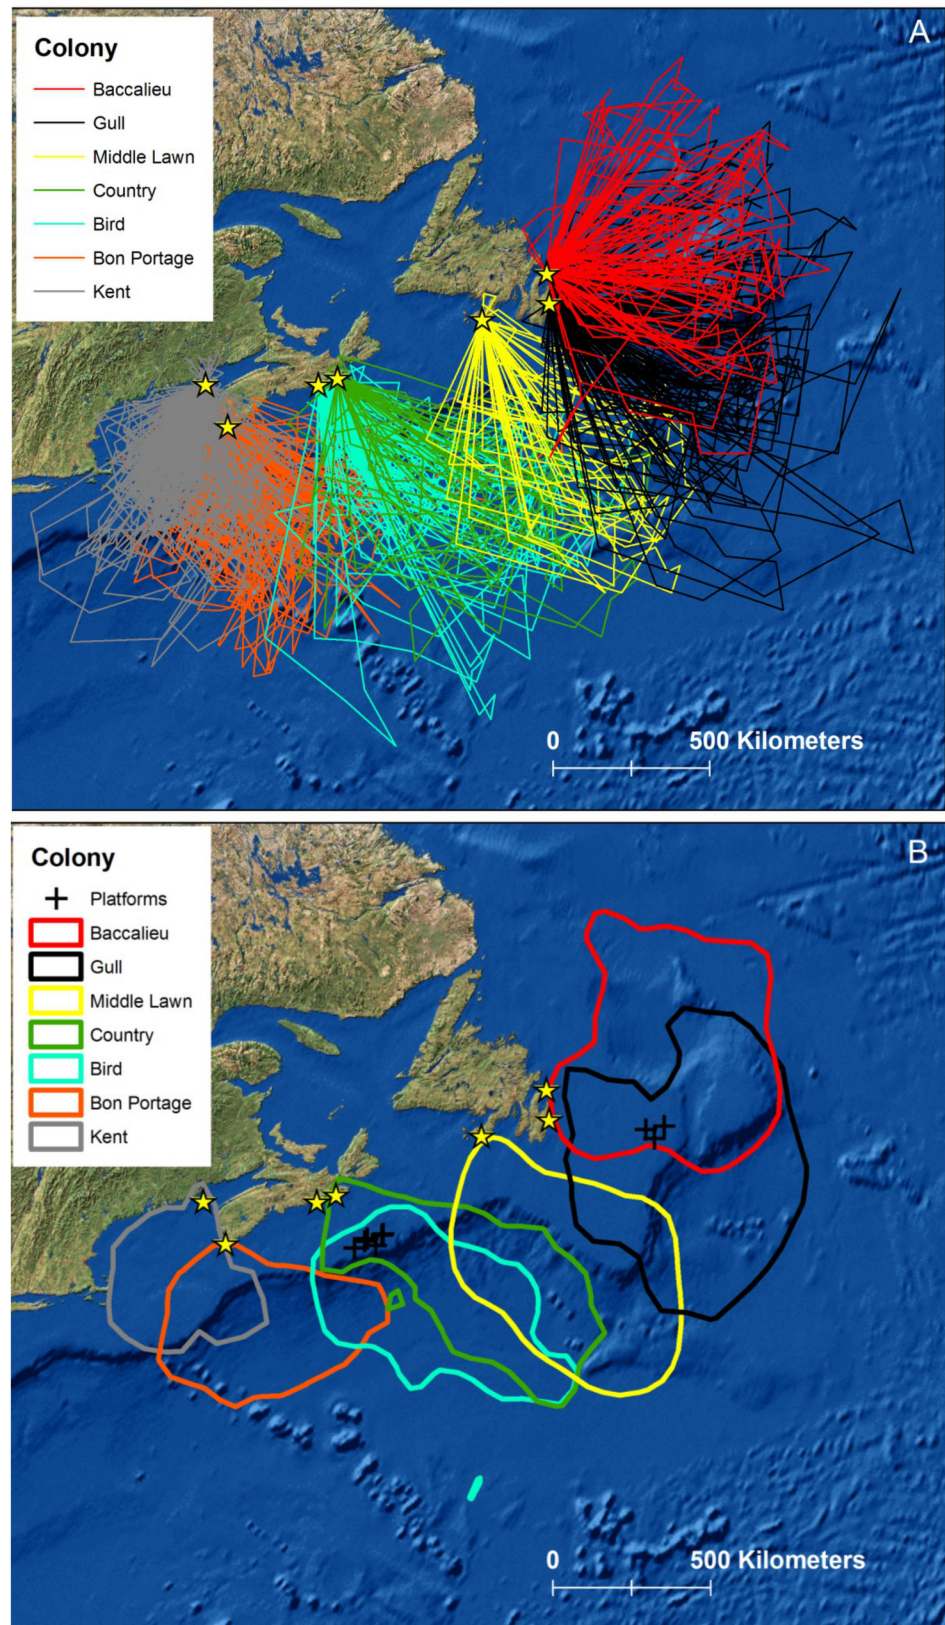 A
Colony
Baccalieu
Gull
Middle Lawn
Country
Bird
Bon Portage
Kent
0 500 Kilometers
B
Colony
Platforms
Baccalieu
Gull
Middle Lawn
Country
Bird
Bon Portage
Kent
0 500 Kilometers